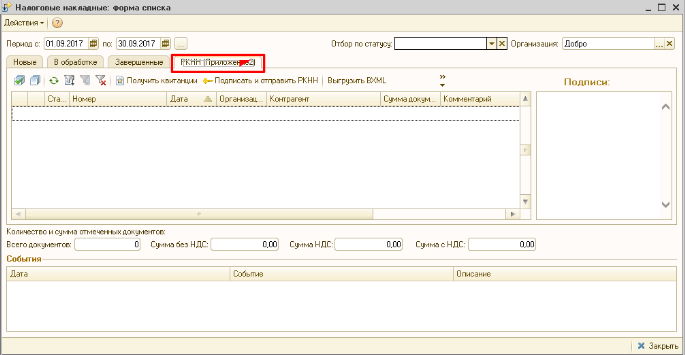 Налоговые накладные: форма списка
Действия
Период с: 01.09.2017 по: 30.09.2017 ... Отбор по статусу: Организация: Добро ...
Новые В обработке Завершенные РКНН (Приложение 2)
Получить квитанции Подписать и отправить РКНН Выгрузить В XML »
Подписи:
Ста... Номер Дата Организац... Контрагент Сумма докум... Комментарий
Количество и сумма отмеченных документов:
Всего документов: 0 Сумма без НДС: 0,00 Сумма НДС: 0,00 Сумма с НДС: 0,00
События
Дата Событие Описание
Закрыть